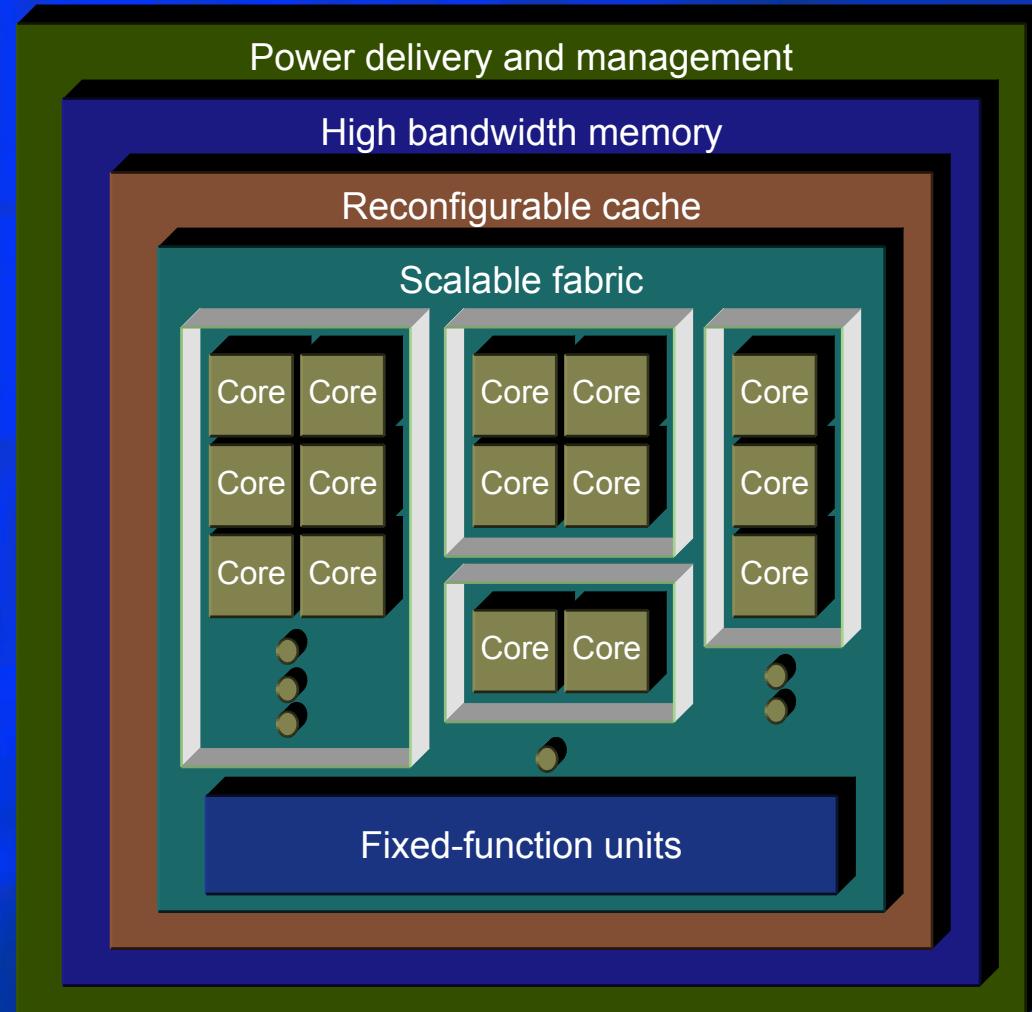 Power delivery and management
High bandwidth memory
Reconfigurable cache
Scalable fabric
Core Core Core Core Core
Core Core Core Core Core
Core Core Core
Core Core
Fixed-function units